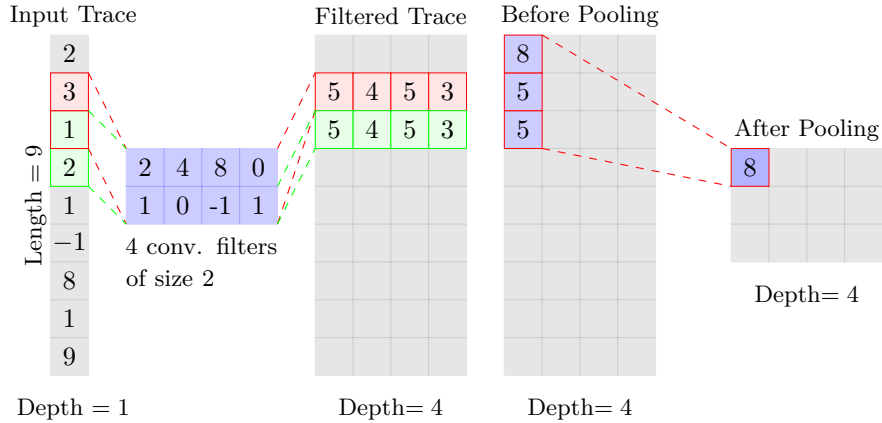 Input Trace
Filtered Trace
Before Pooling
After Pooling
Length = 9
2
3
1
2
1
−1
8
1
9
2 4 8 0
1 0 -1 1
4 conv. filters
of size 2
5 4 5 3
5 4 5 3
8
5
5
8
Depth = 1
Depth= 4
Depth= 4
Depth= 4